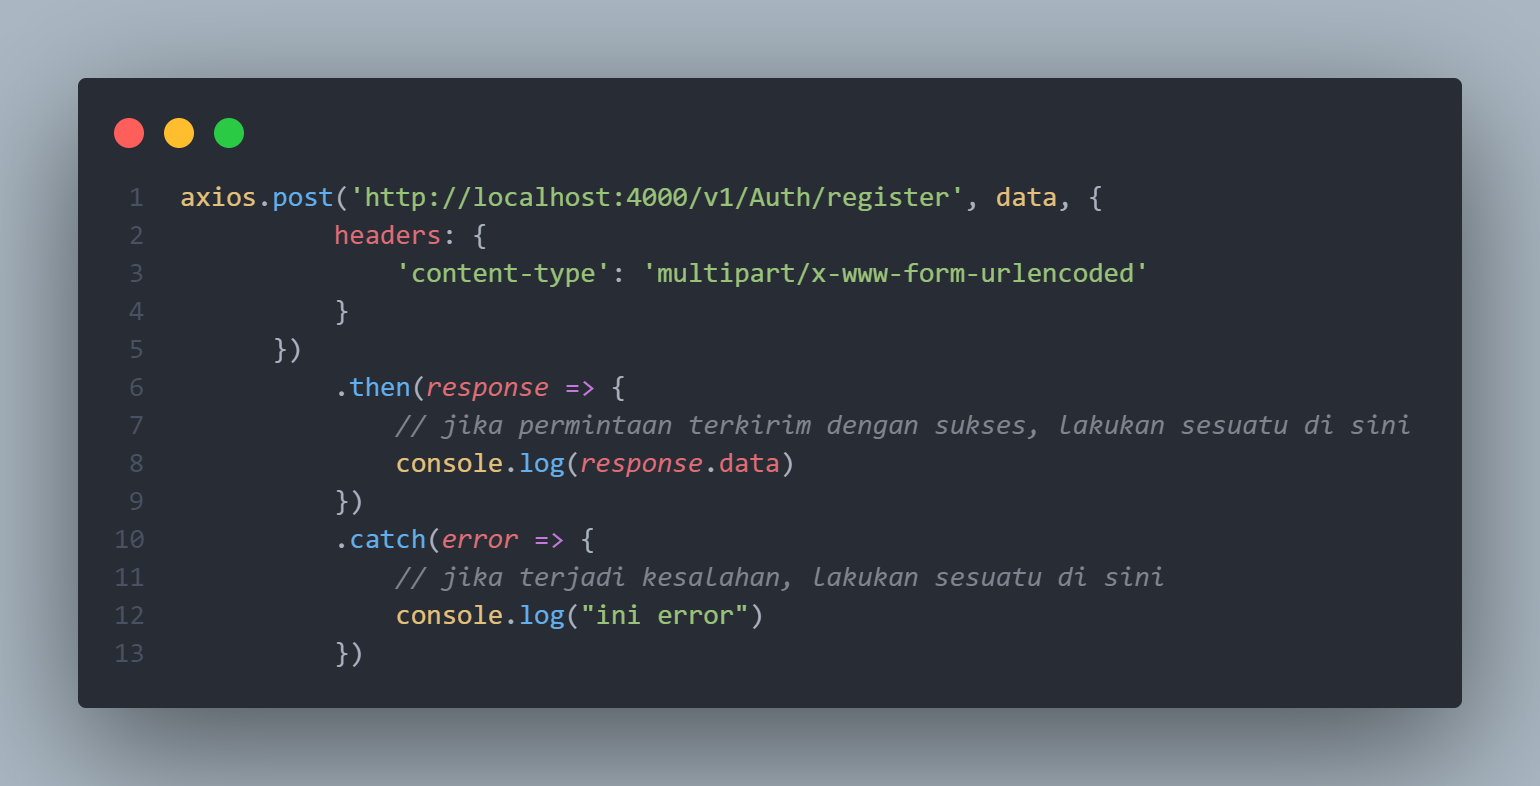 1 axios.post('http://localhost:4000/v1/Auth/register', data, {
2 headers: {
3 'content-type': 'multipart/x-www-form-urlencoded'
4 }
5 })
6 .then(response => {
7 // jika permintaan terkirim dengan sukses, lakukan sesuatu di sini
8 console.log(response.data)
9 })
10 .catch(error => {
11 // jika terjadi kesalahan, lakukan sesuatu di sini
12 console.log("ini error")
13 })